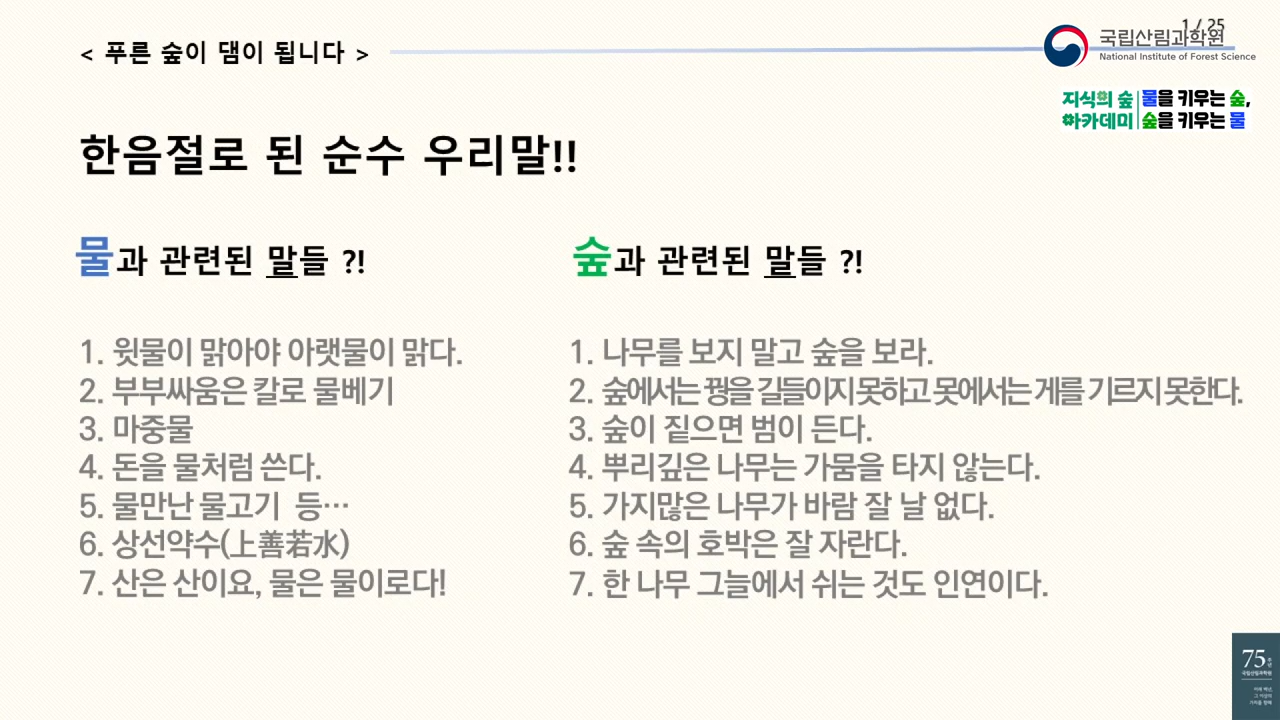 < 푸른 숲이 댐이 됩니다 >
1 / 25
국립산림과학원
National Institute of Forest Science
지식의 숲 물을 키우는 숲,
아카데미 숲을 키우는 물
한음절로 된 순수 우리말!!
물과 관련된 말들 ?!
1. 윗물이 맑아야 아랫물이 맑다.
2. 부부싸움은 칼로 물베기
3. 마중물
4. 돈을 물처럼 쓴다.
5. 물만난 물고기 등…
6. 상선약수(上善若水)
7. 산은 산이요, 물은 물이로다!
숲과 관련된 말들 ?!
1. 나무를 보지 말고 숲을 보라.
2. 숲에서는 꿩을 길들이지 못하고 못에서는 게를 기르지 못한다.
3. 숲이 짙으면 범이 든다.
4. 뿌리깊은 나무는 가뭄을 타지 않는다.
5. 가지많은 나무가 바람 잘 날 없다.
6. 숲 속의 호박은 잘 자란다.
7. 한 나무 그늘에서 쉬는 것도 인연이다.
75주년
국립산림과학원